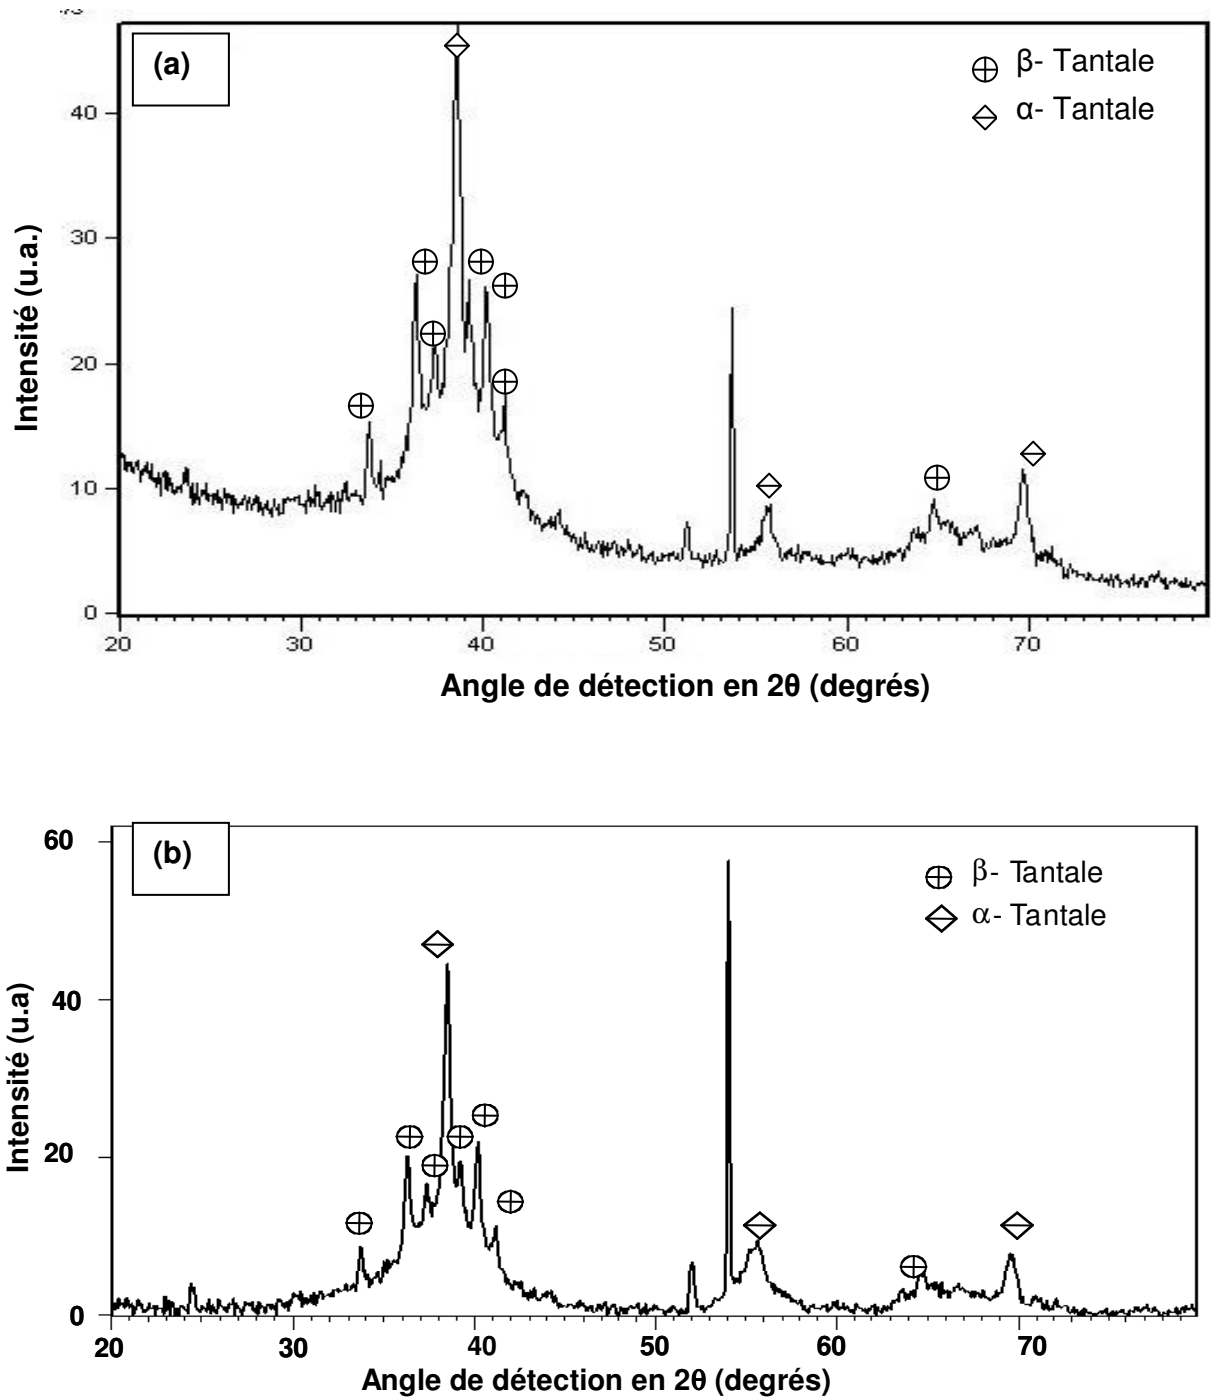 (a)
β- Tantale
α- Tantale
40
30
20
10
0
Intensité (u.a.)
20 30 40 50 60 70
Angle de détection en 2θ (degrés)
60
(b)
β- Tantale
α- Tantale
40
20
0
Intensité (u.a)
20 30 40 50 60 70
Angle de détection en 2θ (degrés)